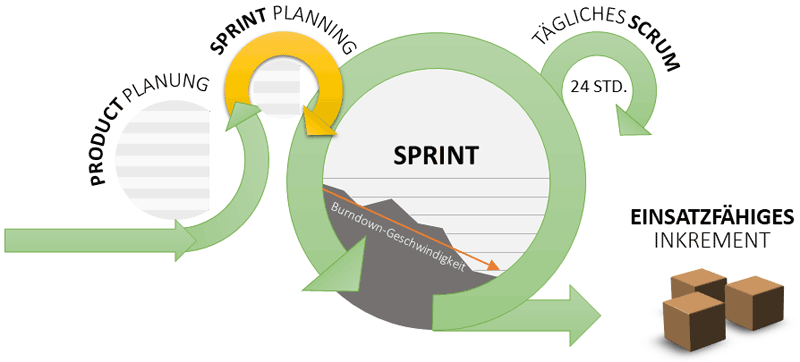 PRODUCT PLANUNG
SPRINT PLANNING
TÄGLICHES SCRUM
24 STD.
SPRINT
Burndown-Geschwindigkeit
EINSATZFÄHIGES
INKREMENT